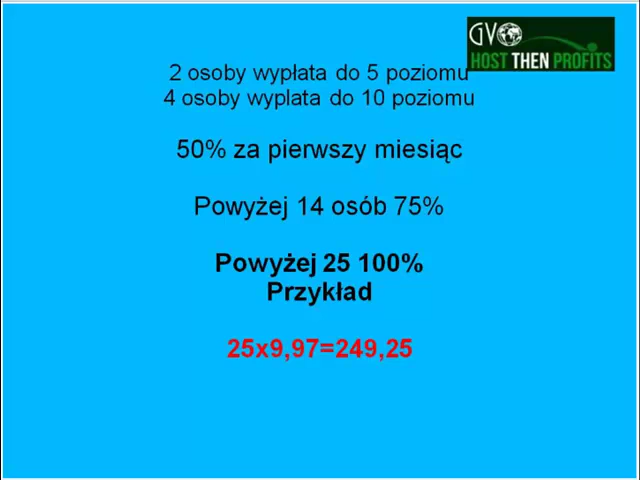 GVO
HOST THEN PROFITS
2 osoby wypłata do 5 poziomu
4 osoby wyplata do 10 poziomu
50% za pierwszy miesiąc
Powyżej 14 osób 75%
Powyżej 25 100%
Przykład
25x9,97=249,25